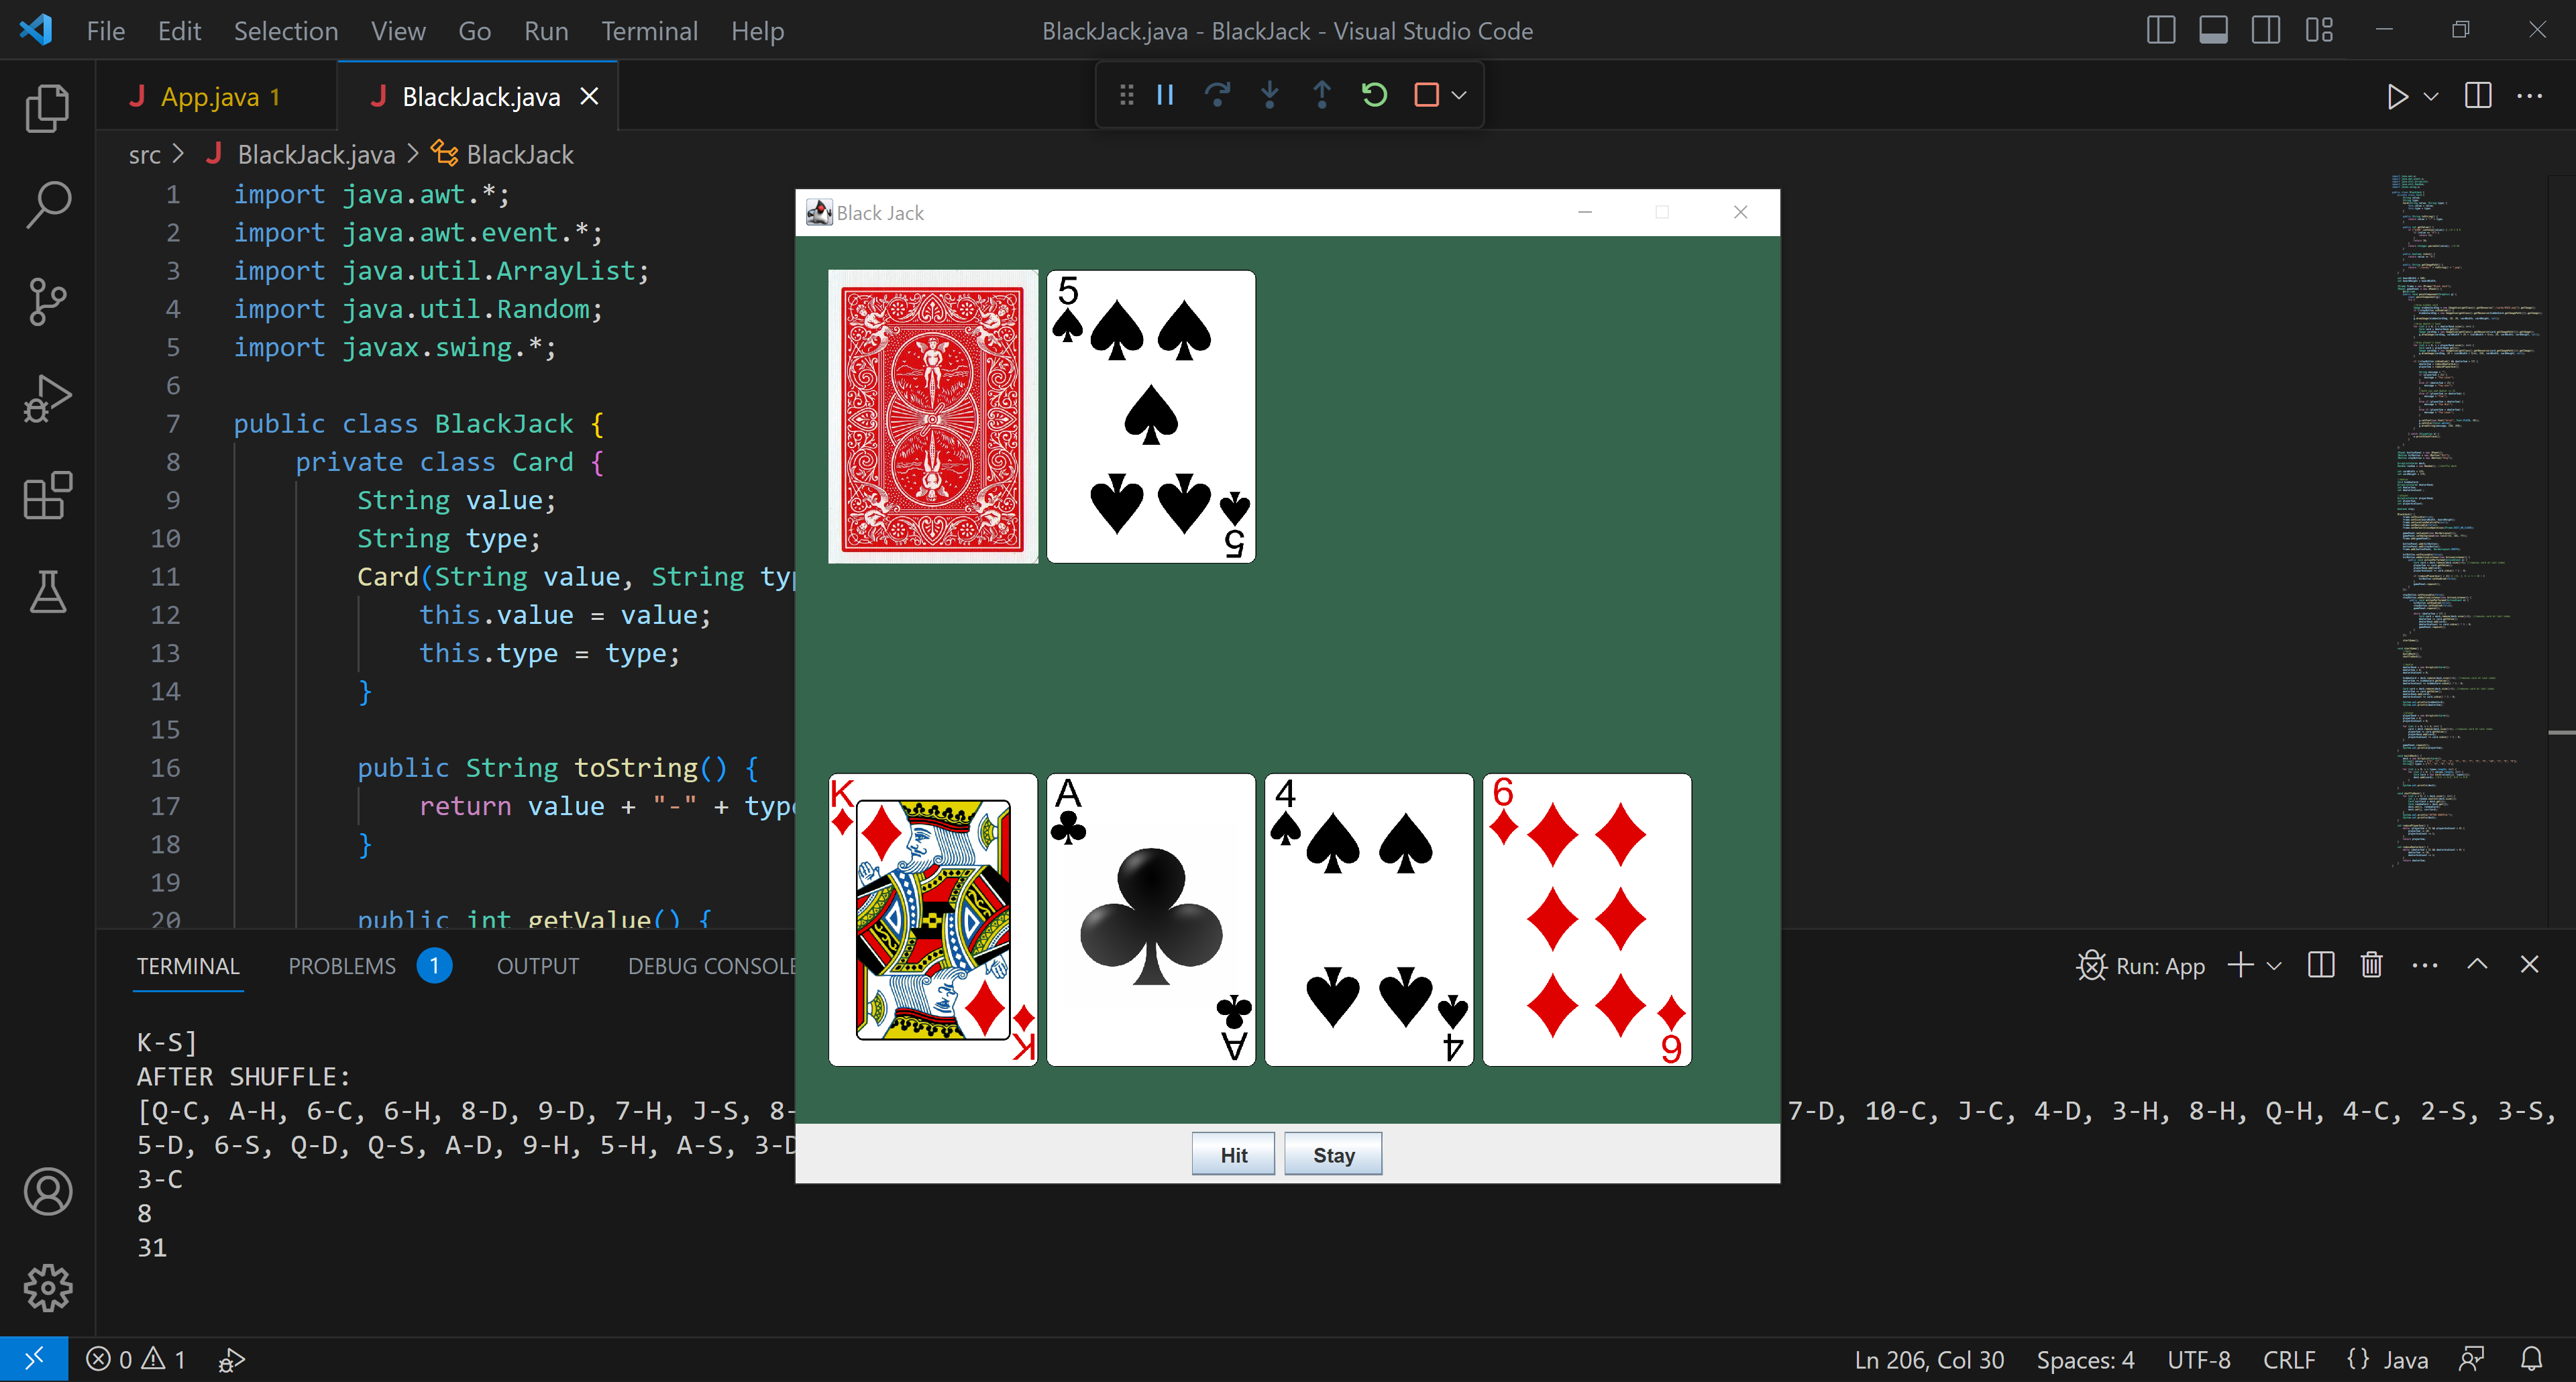 File Edit Selection View Go Run Terminal Help
BlackJack.java - BlackJack - Visual Studio Code
App.java 1
BlackJack.java
src > BlackJack.java > BlackJack
1 import java.awt.*;
2 import java.awt.event.*;
3 import java.util.ArrayList;
4 import java.util.Random;
5 import javax.swing.*;
6
7 public class BlackJack {
8 private class Card {
9 String value;
10 String type;
11 Card(String value, String typ
12 this.value = value;
13 this.type = type;
14 }
15
16 public String toString() {
17 return value + "-" + type
18 }
19
20 public int getValue() {
Black Jack
5
5
K A 4 6
K A 4 6
Hit Stay
TERMINAL PROBLEMS 1 OUTPUT DEBUG CONSOLE
Run: App
K-S]
AFTER SHUFFLE:
[Q-C, A-H, 6-C, 6-H, 8-D, 9-D, 7-H, J-S, 8- 7-D, 10-C, J-C, 4-D, 3-H, 8-H, Q-H, 4-C, 2-S, 3-S,
5-D, 6-S, Q-D, Q-S, A-D, 9-H, 5-H, A-S, 3-D
3-C
8
31
0 1
Ln 206, Col 30 Spaces: 4 UTF-8 CRLF {} Java